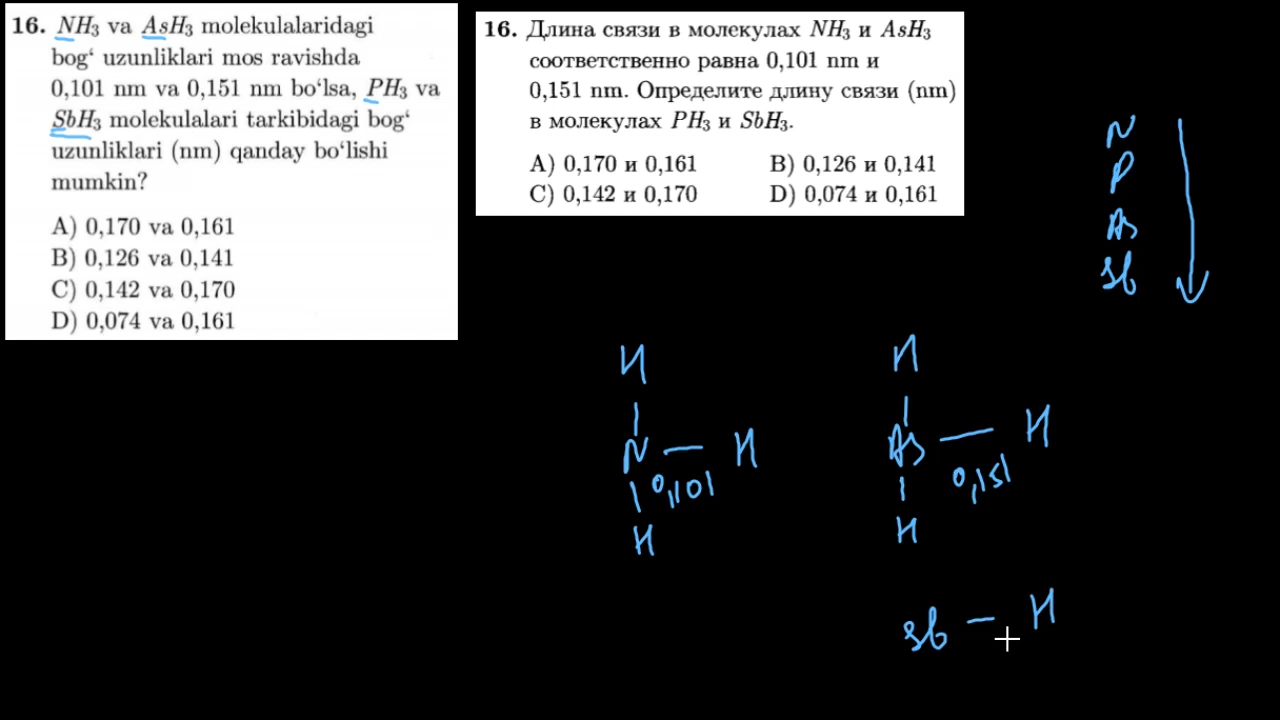 16. NH₃ va AsH₃ molekulalaridagi
bog‘ uzunliklari mos ravishda
0,101 nm va 0,151 nm bo‘lsa, PH₃ va
SbH₃ molekulalari tarkibidagi bog‘
uzunliklari (nm) qanday bo‘lishi
mumkin?
A) 0,170 va 0,161
B) 0,126 va 0,141
C) 0,142 va 0,170
D) 0,074 va 0,161
16. Длина связи в молекулах NH₃ и AsH₃
соответственно равна 0,101 nm и
0,151 nm. Определите длину связи (nm)
в молекулах PH₃ и SbH₃.
A) 0,170 и 0,161 B) 0,126 и 0,141
C) 0,142 и 0,170 D) 0,074 и 0,161
N
P
As
Sb
H
N — H
0,101
H
H
As — H
0,151
H
Sb — H